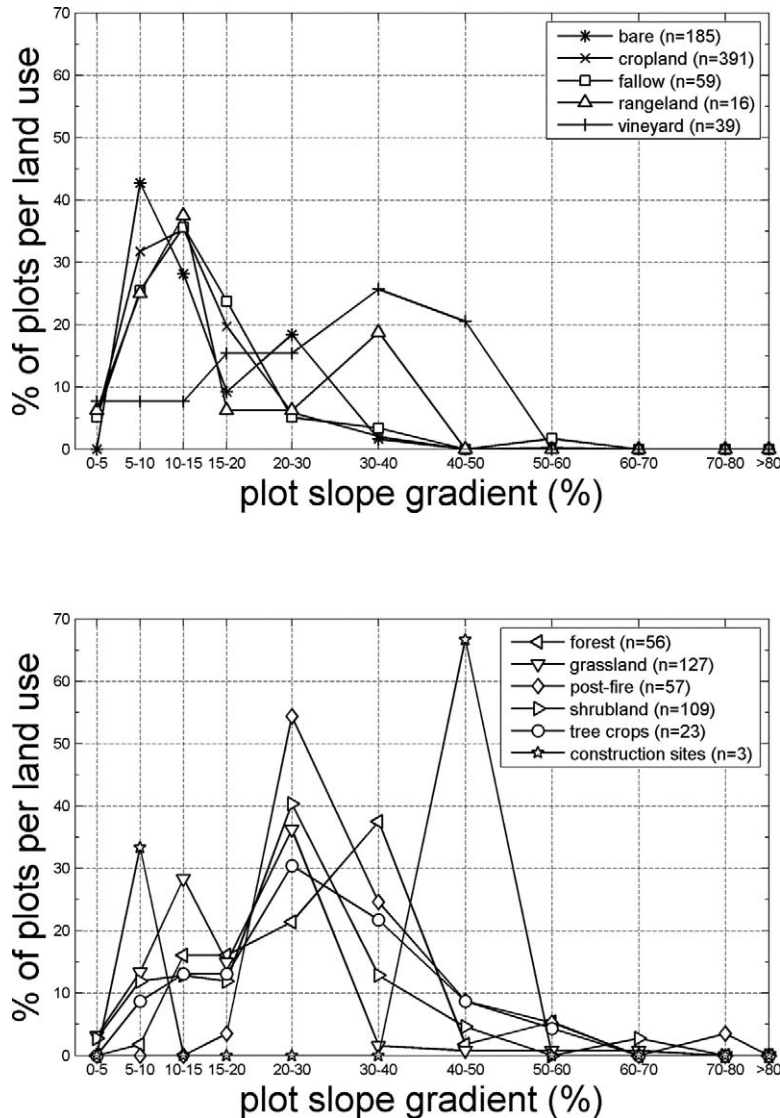 70
60
50
40
30
20
10
0
% of plots per land use
bare (n=185)
cropland (n=391)
fallow (n=59)
rangeland (n=16)
vineyard (n=39)
0-5 5-10 10-15 15-20 20-30 30-40 40-50 50-60 60-70 70-80 >80
plot slope gradient (%)
70
60
50
40
30
20
10
0
% of plots per land use
forest (n=56)
grassland (n=127)
post-fire (n=57)
shrubland (n=109)
tree crops (n=23)
construction sites (n=3)
0-5 5-10 10-15 15-20 20-30 30-40 40-50 50-60 60-70 70-80 >80
plot slope gradient (%)